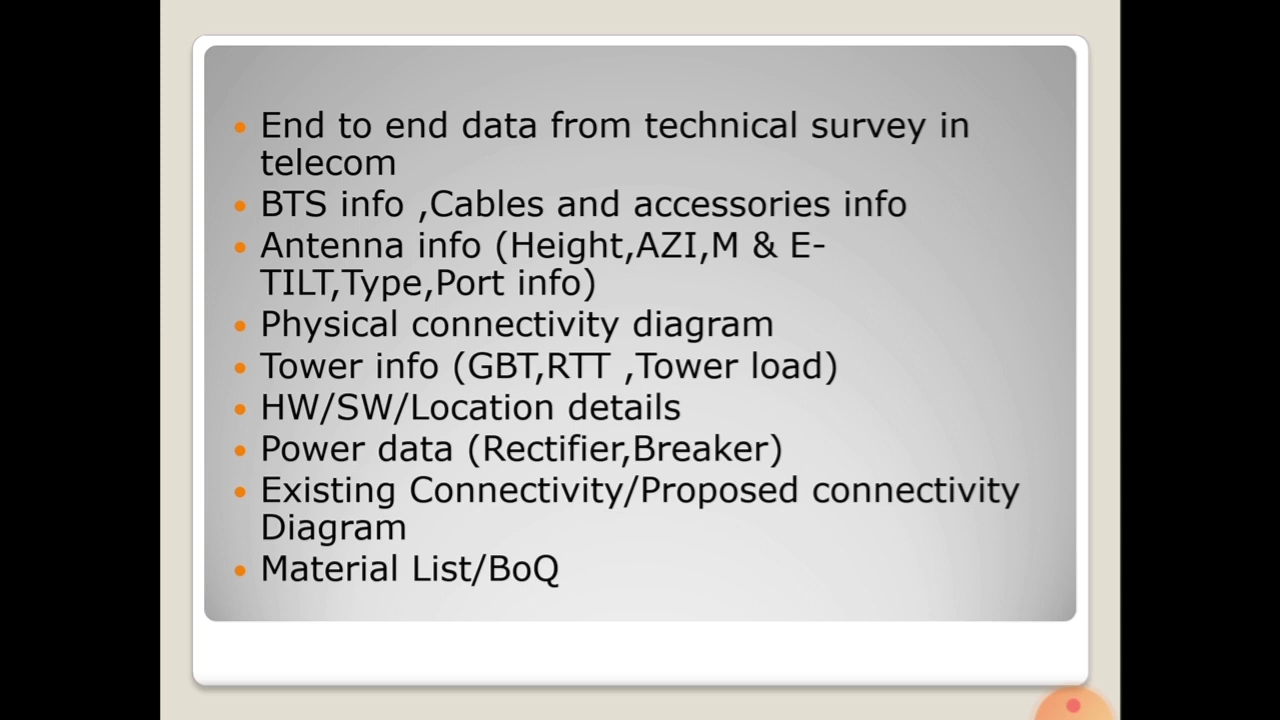 End to end data from technical survey in
telecom
BTS info ,Cables and accessories info
Antenna info (Height,AZI,M & E-
TILT,Type,Port info)
Physical connectivity diagram
Tower info (GBT,RTT ,Tower load)
HW/SW/Location details
Power data (Rectifier,Breaker)
Existing Connectivity/Proposed connectivity
Diagram
Material List/BoQ